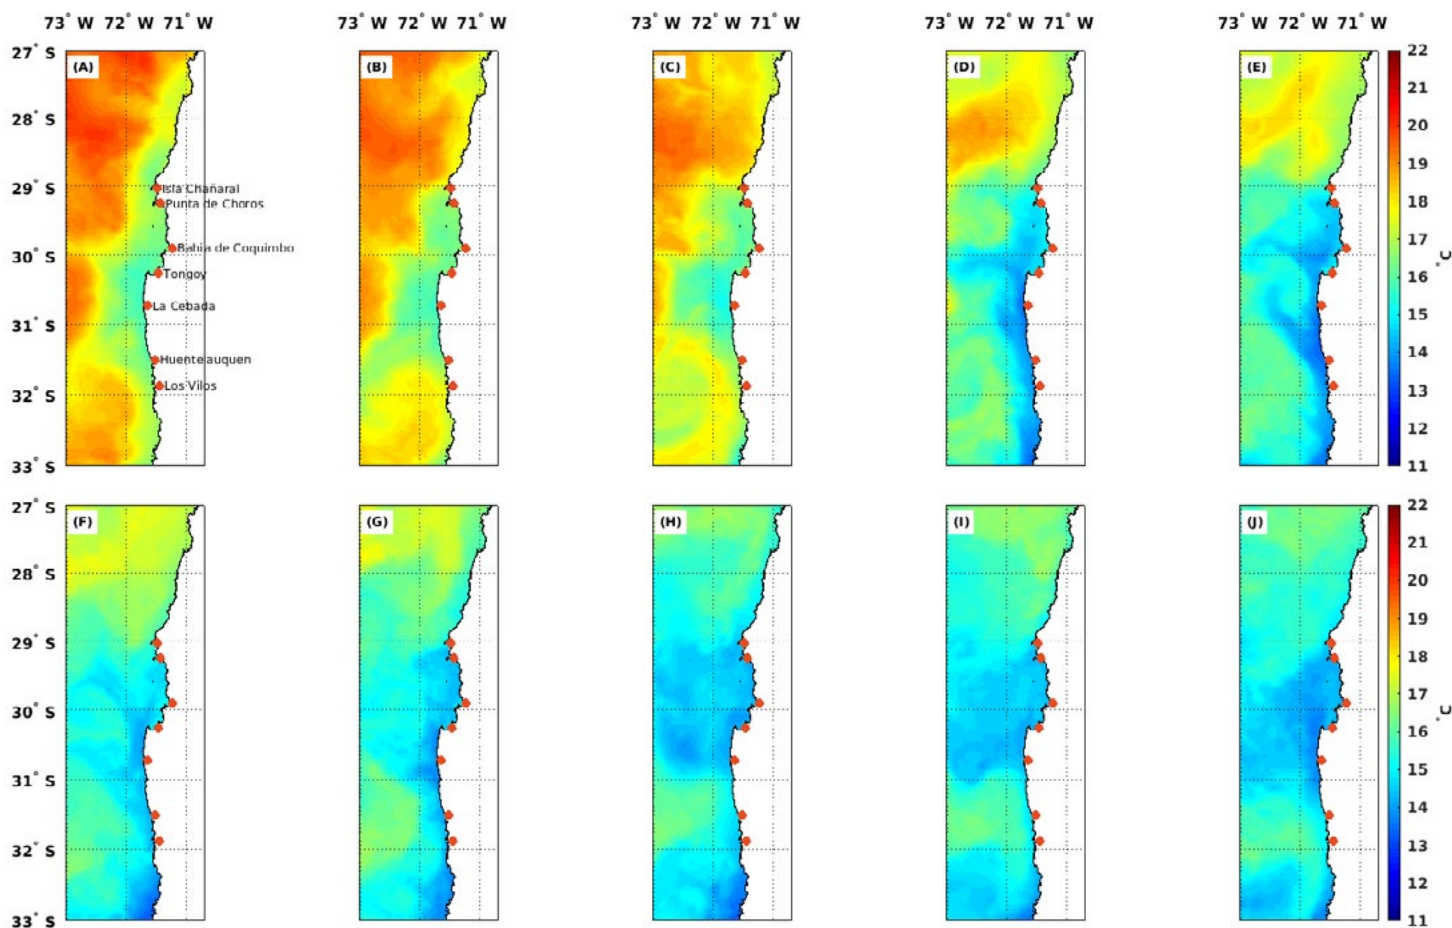 73° W 72° W 71° W
73° W 72° W 71° W
27° S
28° S
29° S
30° S
31° S
32° S
33° S
(A)
Isla Chañaral
Punta de Choros
Bahia de Coquimbo
Tongoy
La Cebada
Huentelauquen
Los Vilos
(B)
(C)
(D)
(E)
73° W 72° W 71° W
73° W 72° W 71° W
73° W 72° W 71° W
22
21
20
19
18
17
16
15
14
13
12
11
°C
27° S
28° S
29° S
30° S
31° S
32° S
33° S
(F)
(G)
(H)
(I)
(J)
22
21
20
19
18
17
16
15
14
13
12
11
°C